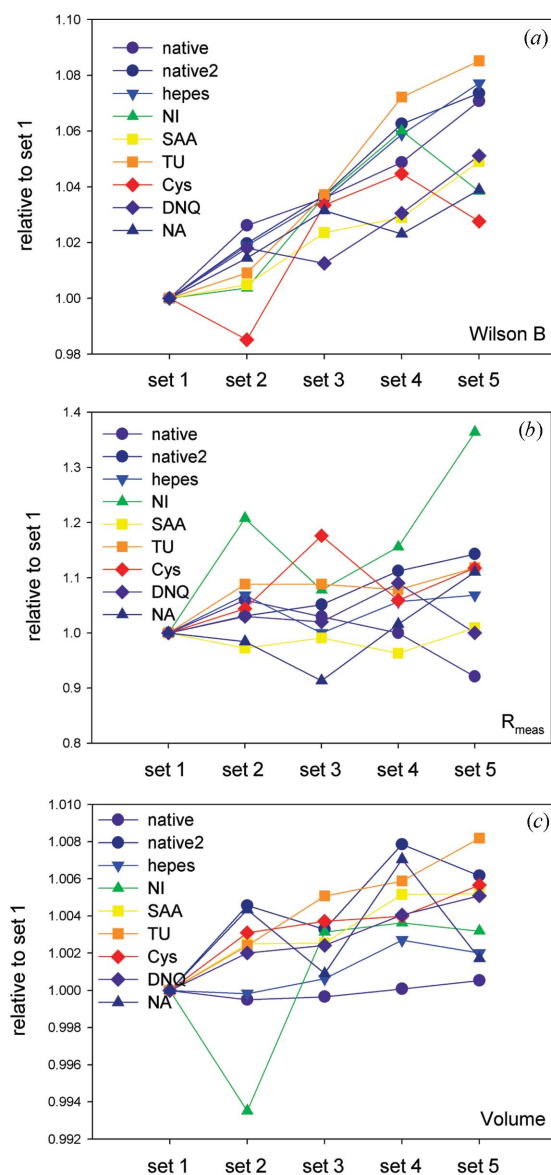 (a)
1.10
1.08
1.06
1.04
1.02
1.00
0.98
relative to set 1
native
native2
hepes
NI
SAA
TU
Cys
DNQ
NA
Wilson B
set 1 set 2 set 3 set 4 set 5
(b)
1.4
1.3
1.2
1.1
1.0
0.9
0.8
relative to set 1
native
native2
hepes
NI
SAA
TU
Cys
DNQ
NA
Rmeas
set 1 set 2 set 3 set 4 set 5
(c)
1.010
1.008
1.006
1.004
1.002
1.000
0.998
0.996
0.994
0.992
relative to set 1
native
native2
hepes
NI
SAA
TU
Cys
DNQ
NA
Volume
set 1 set 2 set 3 set 4 set 5